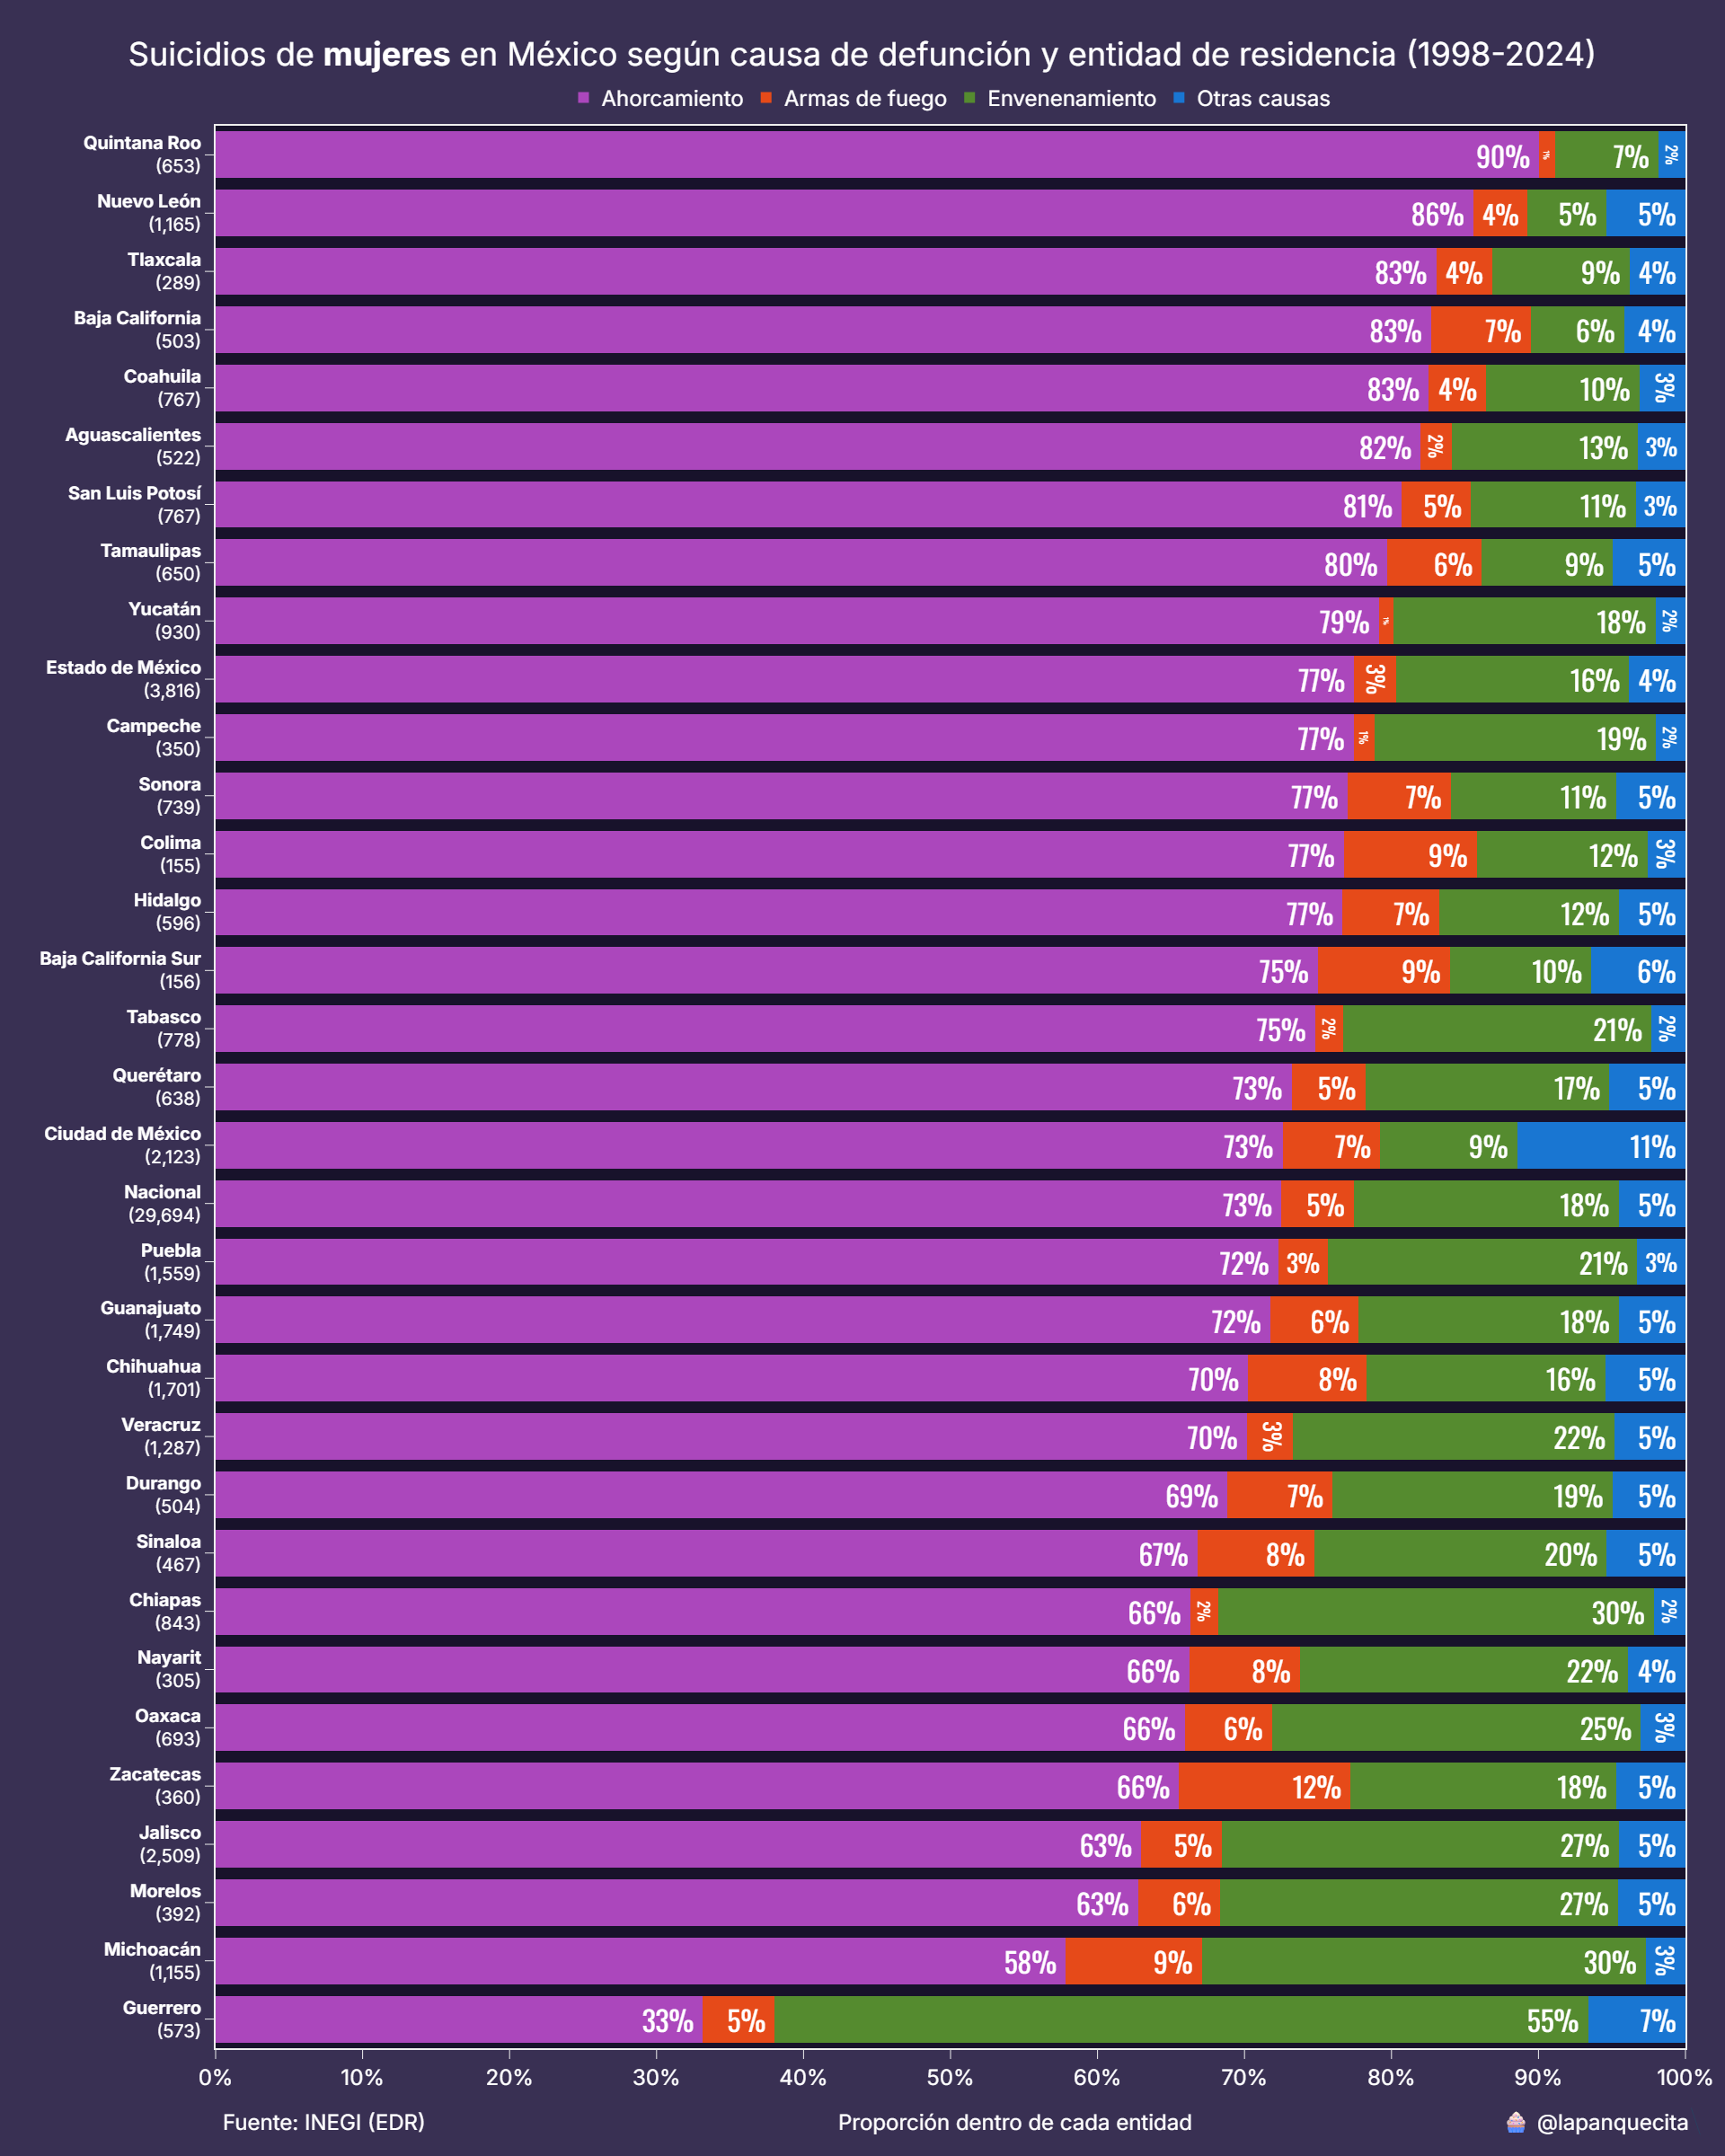 Suicidios de mujeres en México según causa de defunción y entidad de residencia (1998-2024)
Ahorcamiento Armas de fuego Envenenamiento Otras causas
Quintana Roo
(653)
90% 1% 7% 2%
Nuevo León
(1,165)
86% 4% 5% 5%
Tlaxcala
(289)
83% 4% 9% 4%
Baja California
(503)
83% 7% 6% 4%
Coahuila
(767)
83% 4% 10% 3%
Aguascalientes
(522)
82% 2% 13% 3%
San Luis Potosí
(767)
81% 5% 11% 3%
Tamaulipas
(650)
80% 6% 9% 5%
Yucatán
(930)
79% 1% 18% 2%
Estado de México
(3,816)
77% 3% 16% 4%
Campeche
(350)
77% 1% 19% 2%
Sonora
(739)
77% 7% 11% 5%
Colima
(155)
77% 9% 12% 3%
Hidalgo
(596)
77% 7% 12% 5%
Baja California Sur
(156)
75% 9% 10% 6%
Tabasco
(778)
75% 2% 21% 2%
Querétaro
(638)
73% 5% 17% 5%
Ciudad de México
(2,123)
73% 7% 9% 11%
Nacional
(29,694)
73% 5% 18% 5%
Puebla
(1,559)
72% 3% 21% 3%
Guanajuato
(1,749)
72% 6% 18% 5%
Chihuahua
(1,701)
70% 8% 16% 5%
Veracruz
(1,287)
70% 3% 22% 5%
Durango
(504)
69% 7% 19% 5%
Sinaloa
(467)
67% 8% 20% 5%
Chiapas
(843)
66% 2% 30% 2%
Nayarit
(305)
66% 8% 22% 4%
Oaxaca
(693)
66% 6% 25% 3%
Zacatecas
(360)
66% 12% 18% 5%
Jalisco
(2,509)
63% 5% 27% 5%
Morelos
(392)
63% 6% 27% 5%
Michoacán
(1,155)
58% 9% 30% 3%
Guerrero
(573)
33% 5% 55% 7%
0% 10% 20% 30% 40% 50% 60% 70% 80% 90% 100%
Fuente: INEGI (EDR) Proporción dentro de cada entidad @lapanquecita